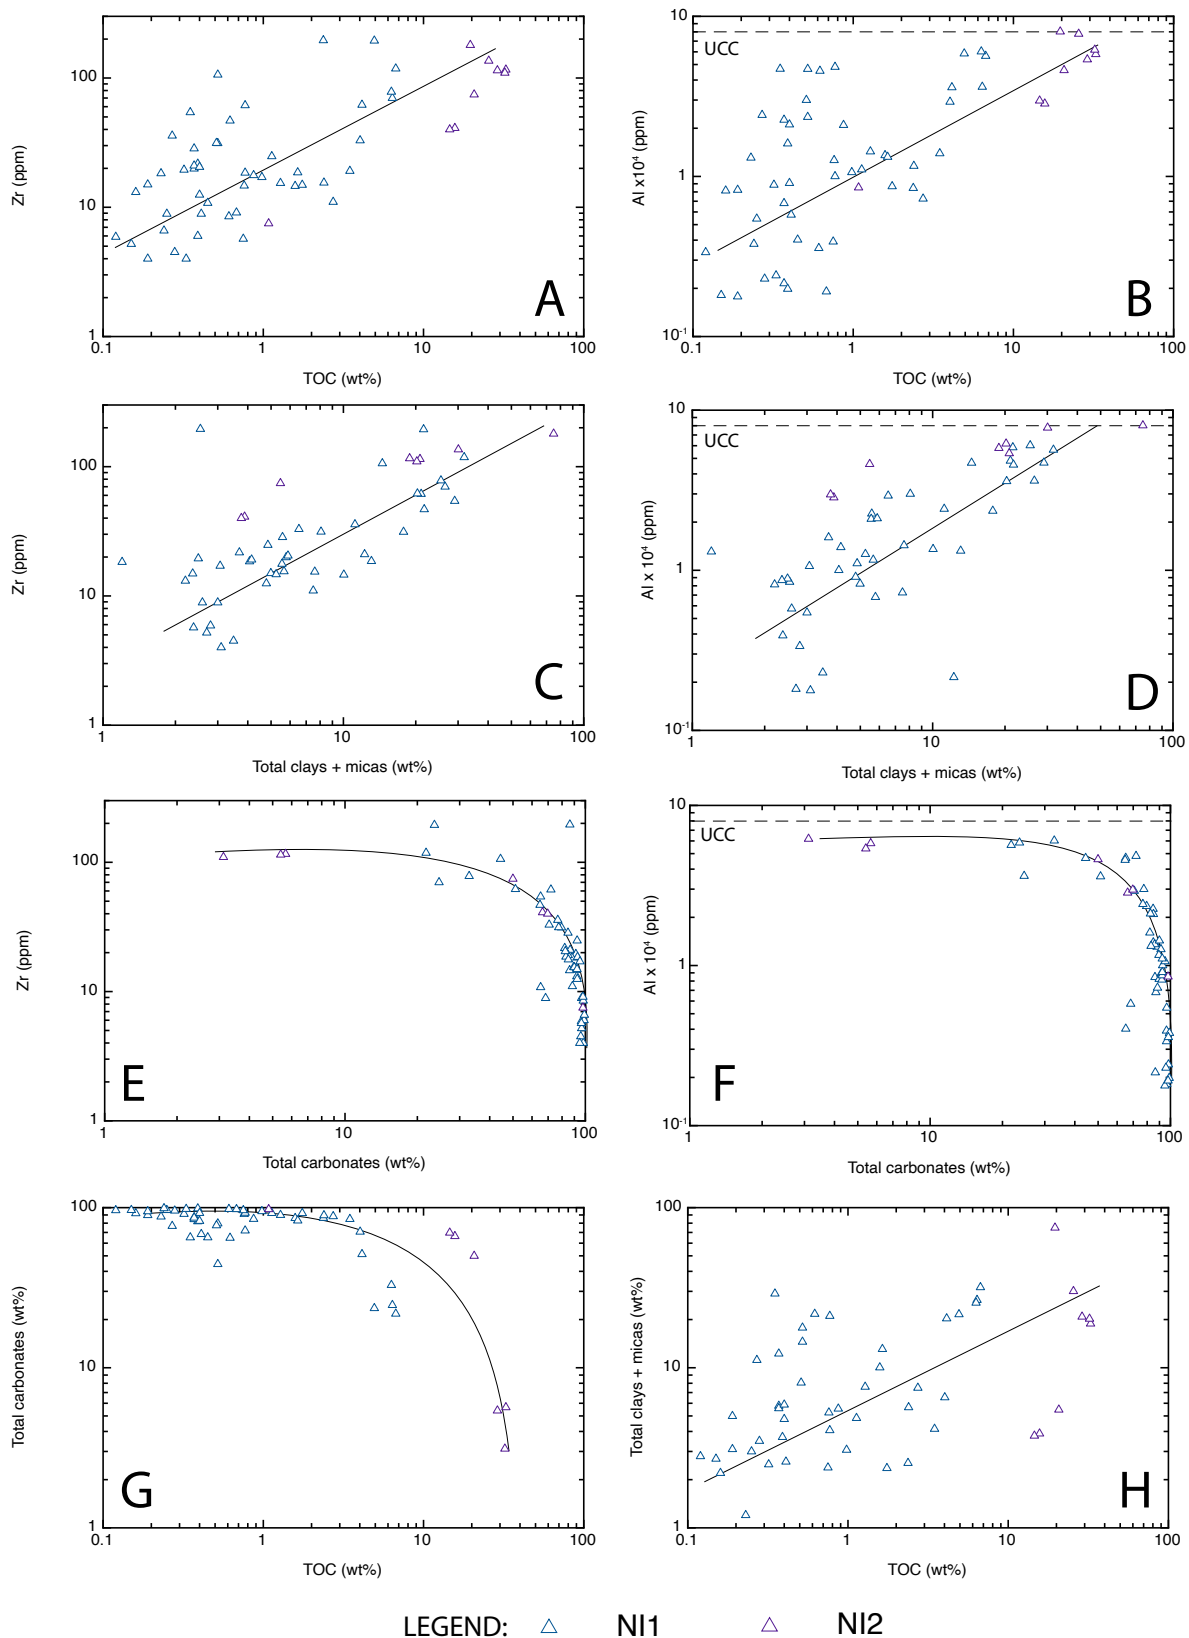 Zr (ppm)
100
10
1
0.1
1
10
100
TOC (wt%)
A
Al x10⁴ (ppm)
10
UCC
1
10⁻¹
0.1
1
10
100
TOC (wt%)
B
Zr (ppm)
100
10
1
1
10
100
Total clays + micas (wt%)
C
Al x 10⁴ (ppm)
10
UCC
1
10⁻¹
1
10
100
Total clays + micas (wt%)
D
Zr (ppm)
100
10
1
1
10
100
Total carbonates (wt%)
E
Al x 10⁴ (ppm)
10
UCC
1
10⁻¹
1
10
100
Total carbonates (wt%)
F
Total carbonates (wt%)
100
10
1
0.1
1
10
100
TOC (wt%)
G
Total clays + micas (wt%)
100
10
1
0.1
1
10
100
TOC (wt%)
H
LEGEND: NI1 NI2